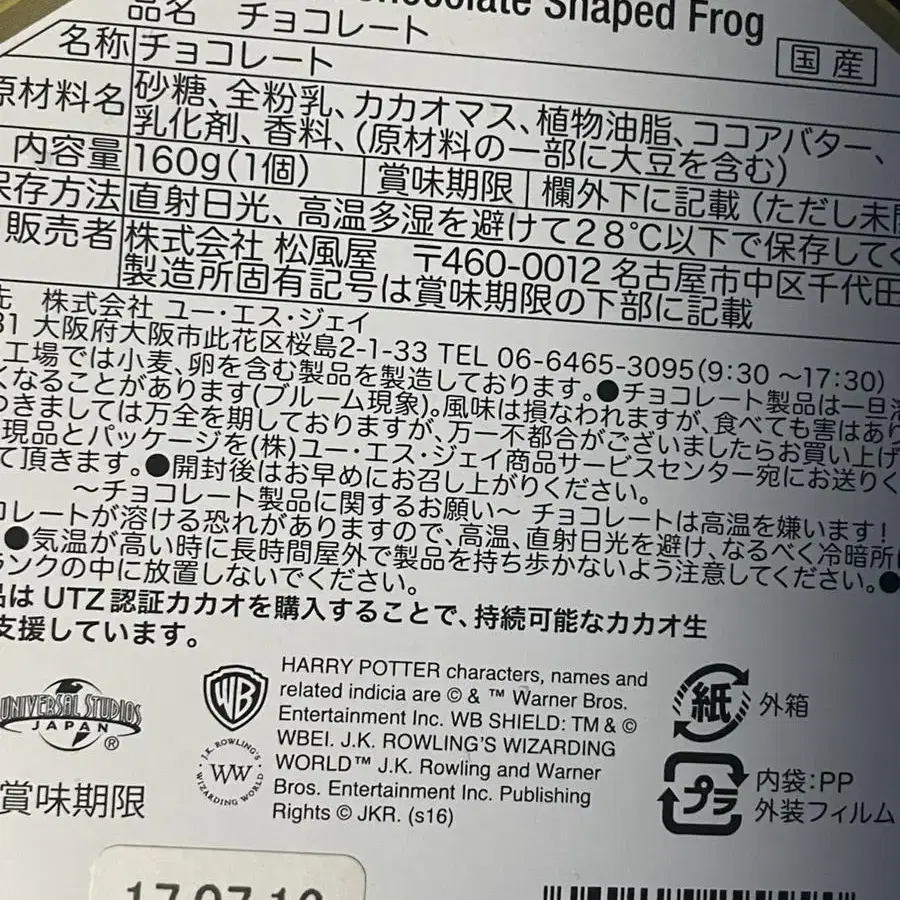 Chocolate Shaped Frog
品名 チョコレート
国産
名称 チョコレート
原材料名 砂糖、全粉乳、カカオマス、植物油脂、ココアバター、
乳化剤、香料、(原材料の一部に大豆を含む)
内容量 160g(1個) 賞味期限 欄外下に記載(ただし未
保存方法 直射日光、高温多湿を避けて28℃以下で保存して
販売者 株式会社 松風屋 〒460-0012 名古屋市中区千代田
製造所固有記号は賞味期限の下部に記載
先 株式会社 ユー・エス・ジェイ
31 大阪府大阪市此花区桜島2-1-33 TEL 06-6465-3095(9:30 ~17:30)
工場では小麦、卵を含む製品を製造しております。●チョコレート製品は一旦
くなることがあります(ブルーム現象)。風味は損なわれますが、食べても実はあり
つきましては万全を期しておりますが、万一不都合がございましたらお買い上げ
現品とパッケージを(株)ユー・エス・ジェイ商品サービスセンター宛にお送りく
て頂きます。●開封後はお早めにお召し上がりください。
~チョコレート製品に関するお願い~ チョコレートは高温を嫌います!
コレートが溶ける恐れがありますので、高温、直射日光を避け、なるべく冷暗所
●気温が高い時に長時間屋外で製品を持ち歩かないよう注意してください。●
ランクの中に放置しないでください。
品は UTZ認証カカオを購入することで、持続可能なカカオ生
支援しています。
UNIVERSAL STUDIOS
JAPAN
®
WB
J.K. ROWLING'S
WW
WIZARDING WORLD
HARRY POTTER characters, names and
related indicia are © & ™ Warner Bros.
Entertainment Inc. WB SHIELD: TM & ©
WBEI. J.K. ROWLING'S WIZARDING
WORLD™ J.K. Rowling and Warner
Bros. Entertainment Inc. Publishing
Rights © JKR. (s16)
紙 外箱
プラ 内袋:PP
外装フィルム
賞味期限
17.07.10